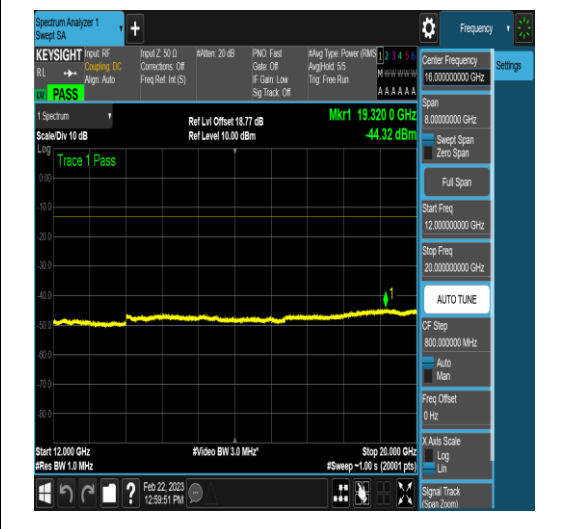 Spectrum Analyzer 1
Swept SA
+
Frequency
KEYSIGHT
RL
Input: RF
Coupling: DC
Align: Auto
Input Z: 50 Ω
Corrections: Off
Freq Ref: Int (S)
#Atten: 20 dB
PNO: Fast
Gate: Off
IF Gain: Low
Sig Track: Off
#Avg Type: Power (RMS)
Avg|Hold: 5/5
Trig: Free Run
1 2 3 4 5 6
M W W W W W
A A A A A A
PASS
1 Spectrum
Scale/Div 10 dB
Ref Lvl Offset 18.77 dB
Ref Level 10.00 dBm
Mkr1 19.320 0 GHz
-44.32 dBm
Log
Trace 1 Pass
0.00
-10.0
-20.0
-30.0
-40.0
-50.0
-60.0
-70.0
-80.0
1
Start 12.000 GHz
#Res BW 1.0 MHz
#Video BW 3.0 MHz*
Stop 20.000 GHz
#Sweep ~1.00 s (20001 pts)
Center Frequency
16.000000000 GHz
Settings
Span
8.00000000 GHz
Swept Span
Zero Span
Full Span
Start Freq
12.000000000 GHz
Stop Freq
20.000000000 GHz
AUTO TUNE
CF Step
800.000000 MHz
Auto
Man
Freq Offset
0 Hz
X Axis Scale
Log
Lin
Signal Track
(Span Zoom)
?
Feb 22, 2023
12:59:51 PM